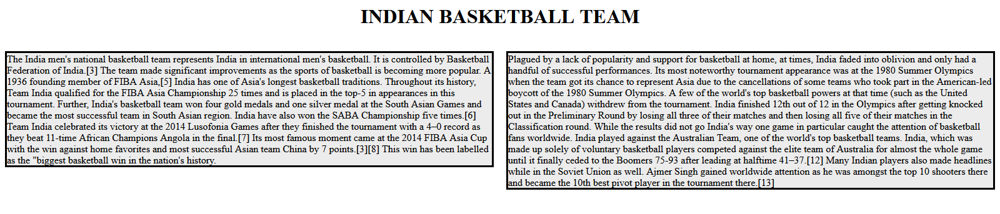 INDIAN BASKETBALL TEAM
The India men's national basketball team represents India in international men's basketball. It is controlled by Basketball
Federation of India.[3] The team made significant improvements as the sports of basketball is becoming more popular. A
1936 founding member of FIBA Asia,[5] India has one of Asia's longest basketball traditions. Throughout its history,
Team India qualified for the FIBA Asia Championship 25 times and is placed in the top-5 in appearances in this
tournament. Further, India's basketball team won four gold medals and one silver medal at the South Asian Games and
became the most successful team in South Asian region. India have also won the SABA Championship five times.[6]
Team India celebrated its victory at the 2014 Lusofonia Games after they finished the tournament with a 4–0 record as
they beat 11-time African Champions Angola in the final.[7] Its most famous moment came at the 2014 FIBA Asia Cup
with the win against home favorites and most successful Asian team China by 7 points.[3][8] This win has been labelled
as the "biggest basketball win in the nation's history.
Plagued by a lack of popularity and support for basketball at home, at times, India faded into oblivion and only had a
handful of successful performances. Its most noteworthy tournament appearance was at the 1980 Summer Olympics
when the team got its chance to represent Asia due to the cancellations of some teams who took part in the American-led
boycott of the 1980 Summer Olympics. A few of the world's top basketball powers at that time (such as the United
States and Canada) withdrew from the tournament. India finished 12th out of 12 in the Olympics after getting knocked
out in the Preliminary Round by losing all three of their matches and then losing all five of their matches in the
Classification round. While the results did not go India's way one game in particular caught the attention of basketball
fans worldwide. India played against the Australian Team, one of the world's top basketball teams. India, which was
made up solely of voluntary basketball players competed against the elite team of Australia for almost the whole game
until it finally ceded to the Boomers 75-93 after leading at halftime 41–37.[12] Many Indian players also made headlines
while in the Soviet Union as well. Ajmer Singh gained worldwide attention as he was amongst the top 10 shooters there
and became the 10th best pivot player in the tournament there.[13]